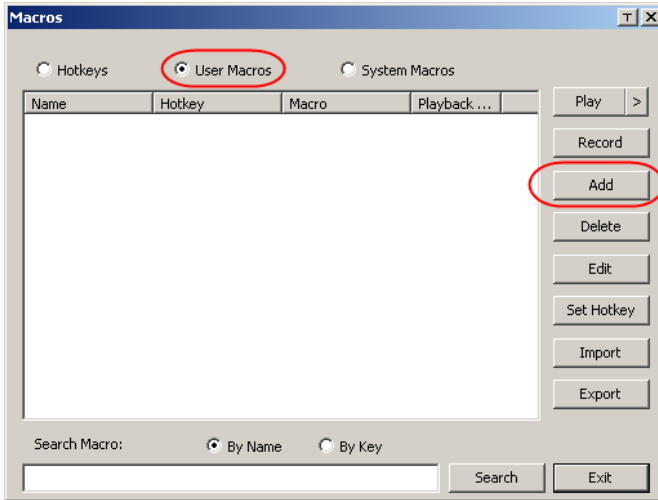 Macros
T X
Hotkeys User Macros System Macros
Name Hotkey Macro Playback ...
Play >
Record
Add
Delete
Edit
Set Hotkey
Import
Export
Search Macro: By Name By Key
Search Exit